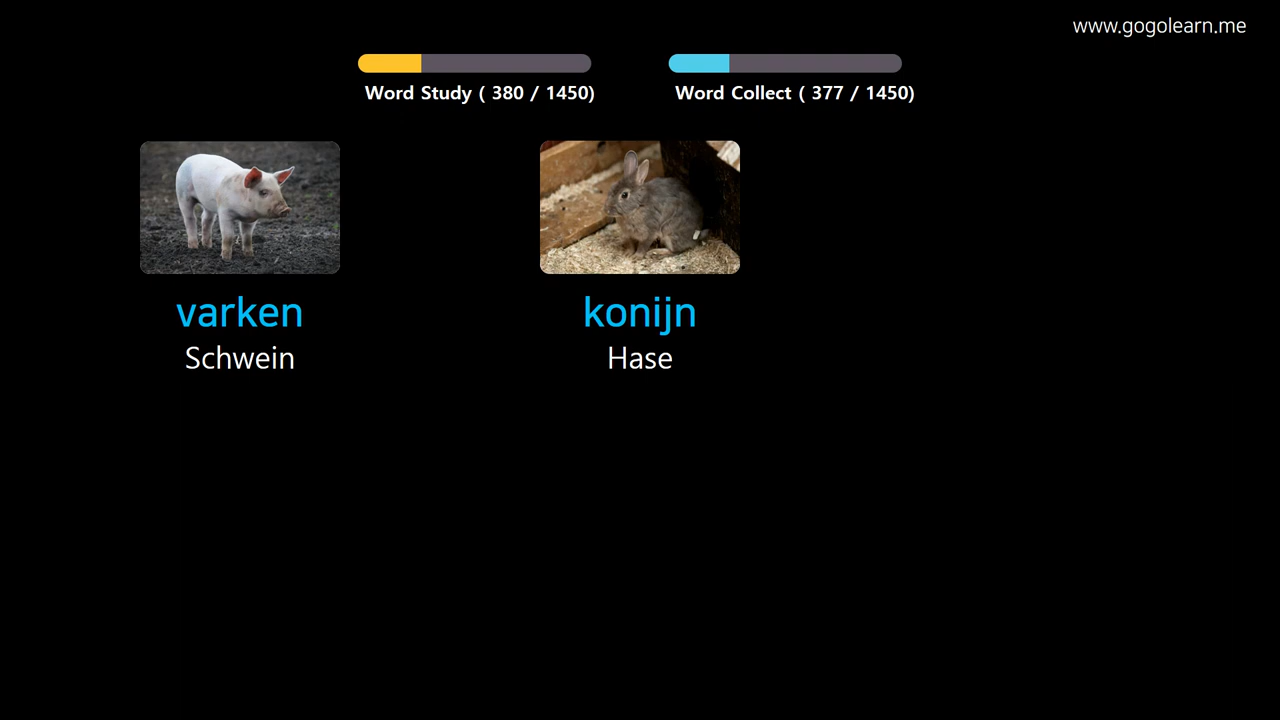 www.gogolearn.me
Word Study ( 380 / 1450)
Word Collect ( 377 / 1450)
varken
Schwein
konijn
Hase